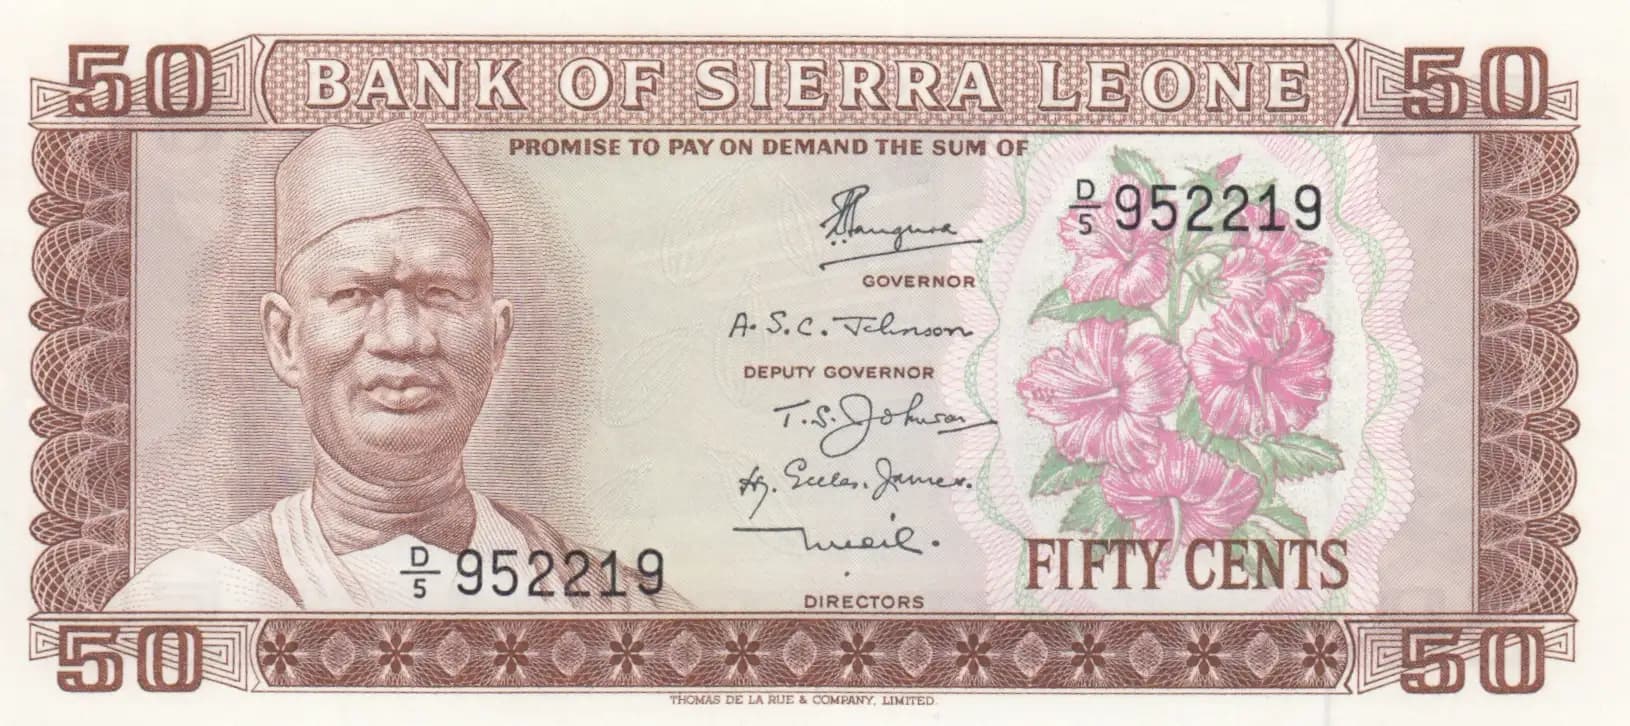 50 BANK OF SIERRA LEONE 50
PROMISE TO PAY ON DEMAND THE SUM OF
D/5 952219
GOVERNOR
A. S. C. Johnson
DEPUTY GOVERNOR
T. S. Johnson
D/5 952219
DIRECTORS
FIFTY CENTS
50 50
THOMAS DE LA RUE & COMPANY, LIMITED.